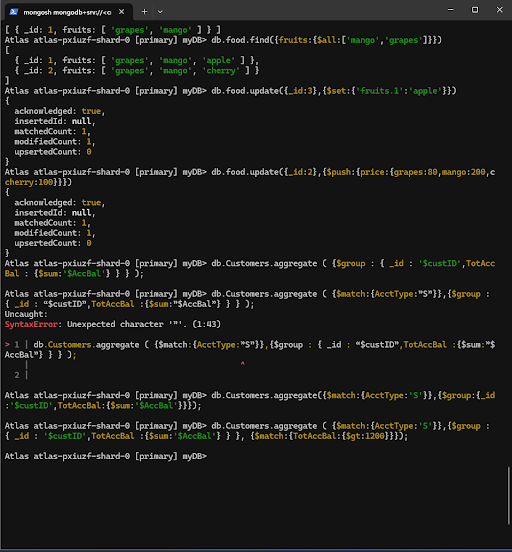 mongosh mongodb+srv://<c
[ { _id: 1, fruits: [ 'grapes', 'mango' ] } ]
Atlas atlas-pxiuzf-shard-0 [primary] myDB> db.food.find({fruits:{$all:['mango','grapes']}})
[
  { _id: 1, fruits: [ 'grapes', 'mango', 'apple' ] },
  { _id: 2, fruits: [ 'grapes', 'mango', 'cherry' ] }
]
Atlas atlas-pxiuzf-shard-0 [primary] myDB> db.food.update({_id:3},{$set:{'fruits.1':'apple'}})
{
  acknowledged: true,
  insertedId: null,
  matchedCount: 1,
  modifiedCount: 1,
  upsertedCount: 0
}
Atlas atlas-pxiuzf-shard-0 [primary] myDB> db.food.update({_id:2},{$push:{price:{grapes:80,mango:200,c
cherry:100}}})
{
  acknowledged: true,
  insertedId: null,
  matchedCount: 1,
  modifiedCount: 1,
  upsertedCount: 0
}
Atlas atlas-pxiuzf-shard-0 [primary] myDB> db.Customers.aggregate ( {$group : { _id : '$custID',TotAcc
Bal : {$sum:'$AccBal'} } } );
Atlas atlas-pxiuzf-shard-0 [primary] myDB> db.Customers.aggregate ( {$match:{AcctType:”S”}},{$group :
{ _id : “$custID”,TotAccBal :{$sum:”$AccBal”} } } );
Uncaught:
SyntaxError: Unexpected character '”'. (1:43)
> 1 | db.Customers.aggregate ( {$match:{AcctType:”S”}},{$group : { _id : “$custID”,TotAccBal :{$sum:”$
AccBal”} } } );
|                                            ^
2 |
Atlas atlas-pxiuzf-shard-0 [primary] myDB> db.Customers.aggregate({$match:{AcctType:'S'}},{$group:{_id
:'$custID',TotAccBal:{$sum:'$AccBal'}}});
Atlas atlas-pxiuzf-shard-0 [primary] myDB> db.Customers.aggregate ( {$match:{AcctType:'S'}},{$group :
{ _id : '$custID',TotAccBal :{$sum:'$AccBal'} } }, {$match:{TotAccBal:{$gt:1200}}});
Atlas atlas-pxiuzf-shard-0 [primary] myDB>